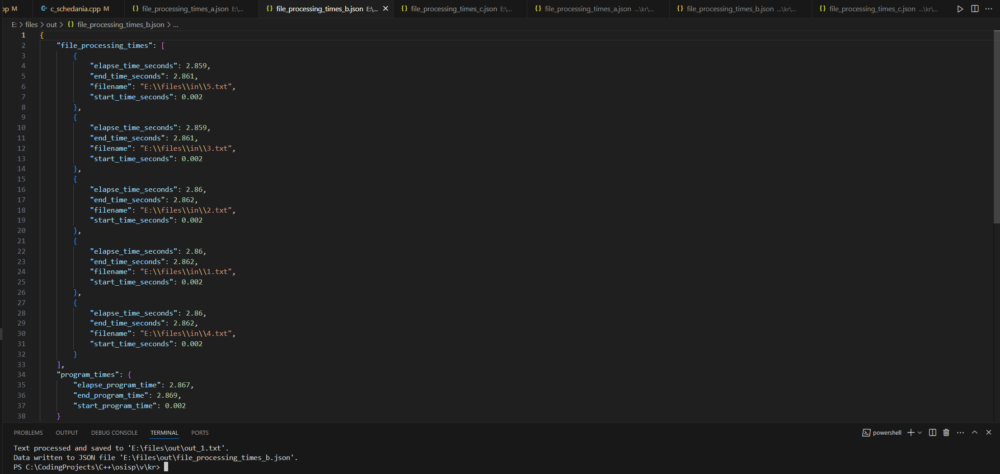 pp M c_schedania.cpp M {} file_processing_times_a.json E:\... {} file_processing_times_b.json E:\... × {} file_processing_times_c.json E:\... {} file_processing_times_a.json ...\kr\... {} file_processing_times_b.json ...\kr\... {} file_processing_times_c.json ...\kr\...
E: > files > out > {} file_processing_times_b.json > ...
1 {
2 "file_processing_times": [
3 {
4 "elapse_time_seconds": 2.859,
5 "end_time_seconds": 2.861,
6 "filename": "E:\\files\\in\\5.txt",
7 "start_time_seconds": 0.002
8 },
9 {
10 "elapse_time_seconds": 2.859,
11 "end_time_seconds": 2.861,
12 "filename": "E:\\files\\in\\3.txt",
13 "start_time_seconds": 0.002
14 },
15 {
16 "elapse_time_seconds": 2.86,
17 "end_time_seconds": 2.862,
18 "filename": "E:\\files\\in\\2.txt",
19 "start_time_seconds": 0.002
20 },
21 {
22 "elapse_time_seconds": 2.86,
23 "end_time_seconds": 2.862,
24 "filename": "E:\\files\\in\\1.txt",
25 "start_time_seconds": 0.002
26 },
27 {
28 "elapse_time_seconds": 2.86,
29 "end_time_seconds": 2.862,
30 "filename": "E:\\files\\in\\4.txt",
31 "start_time_seconds": 0.002
32 }
33 ],
34 "program_times": {
35 "elapse_program_time": 2.867,
36 "end_program_time": 2.869,
37 "start_program_time": 0.002
38 }
PROBLEMS OUTPUT DEBUG CONSOLE TERMINAL PORTS powershell
Text processed and saved to 'E:\files\out\out_1.txt'.
Data written to JSON file 'E:\files\out\file_processing_times_b.json'.
PS C:\CodingProjects\C++\osisp\v\kr>